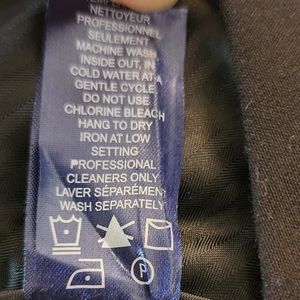 NETTOYEUR
PROFESSIONNEL
SEULEMENT
MACHINE WASH
INSIDE OUT, IN
COLD WATER AT A
GENTLE CYCLE
DO NOT USE
CHLORINE BLEACH
HANG TO DRY
IRON AT LOW
SETTING
PROFESSIONAL
CLEANERS ONLY
LAVER SÉPARÉMENT
WASH SEPARATELY
P